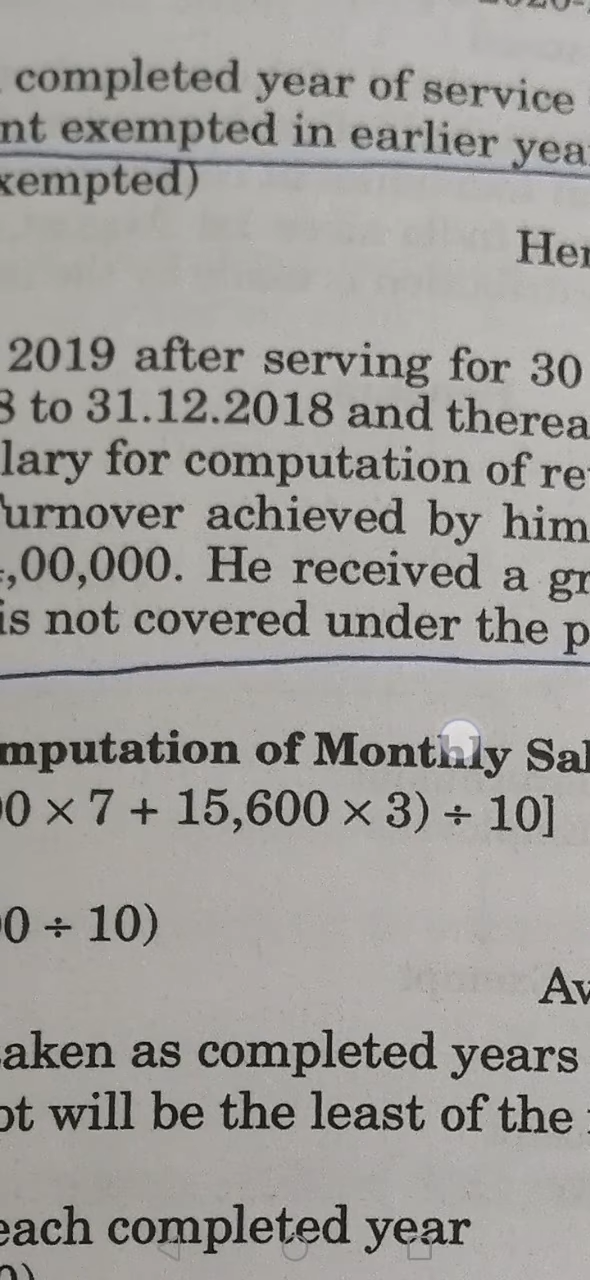 completed year of service
nt exempted in earlier yea
xempted)
Her
2019 after serving for 30
8 to 31.12.2018 and therea
lary for computation of re
urnover achieved by him
,00,000. He received a gr
is not covered under the p
mputation of Monthly Sal
0 × 7 + 15,600 × 3) ÷ 10]
0 ÷ 10)
Av
aken as completed years
ot will be the least of the
each completed year